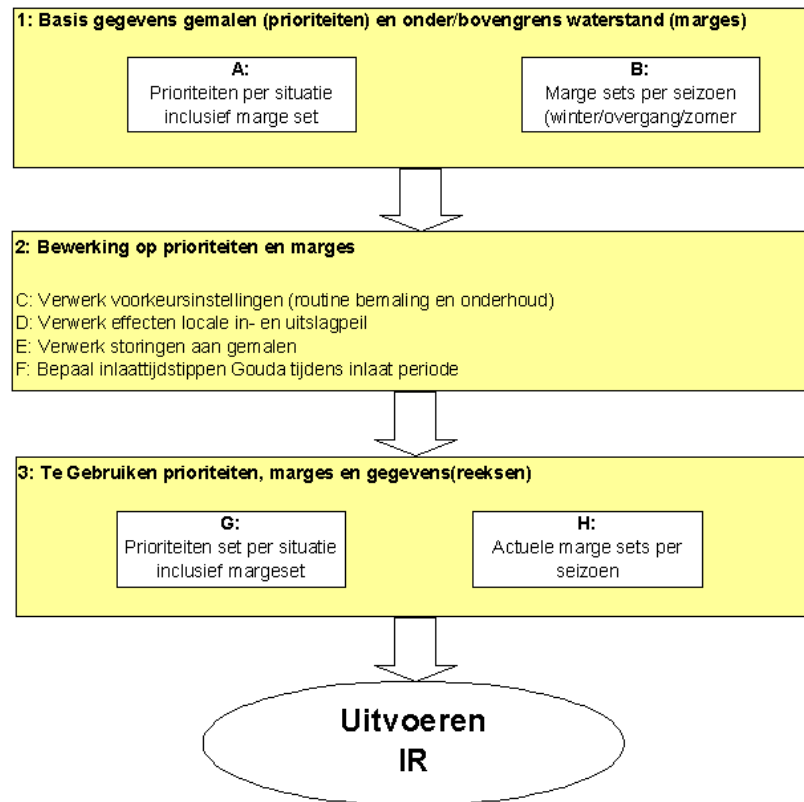 1: Basis gegevens gemalen (prioriteiten) en onder/bovengrens waterstand (marges)
A:
Prioriteiten per situatie
inclusief marge set
B:
Marge sets per seizoen
(winter/overgang/zomer
2: Bewerking op prioriteiten en marges
C: Verwerk voorkeursinstellingen (routine bemaling en onderhoud)
D: Verwerk effecten locale in- en uitslagpeil
E: Verwerk storingen aan gemalen
F: Bepaal inlaattijdstippen Gouda tijdens inlaat periode
3: Te Gebruiken prioriteiten, marges en gegevens(reeksen)
G:
Prioriteiten set per situatie
inclusief margeset
H:
Actuele marge sets per
seizoen
Uitvoeren
IR